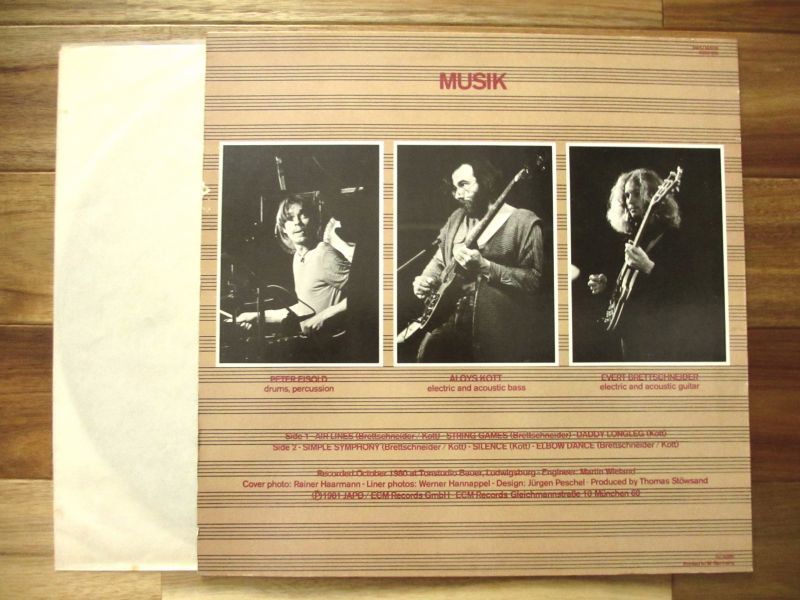 MUSIK
PETER EISOLD
drums, percussion
ALOYS KOTT
electric and acoustic bass
EVERT BRETTSCHNEIDER
electric and acoustic guitar
Side 1 - AIR LINES (Brettschneider / Kott) - STRING GAMES (Brettschneider) - DADDY LONGLEG (Kott)
Side 2 - SIMPLE SYMPHONY (Brettschneider / Kott) - SILENCE (Kott) - ELBOW DANCE (Brettschneider / Kott)
Recorded October 1980 at Tonstudio Bauer, Ludwigsburg · Engineer: Martin Wieland
Cover photo: Rainer Haarmann · Liner photos: Werner Hannappel · Design: Jürgen Peschel · Produced by Thomas Stöwsand
Ⓟ 1981 JAPO / ECM Records GmbH · ECM Records Gleichmannstraße 10 München 60
Printed in W. Germany